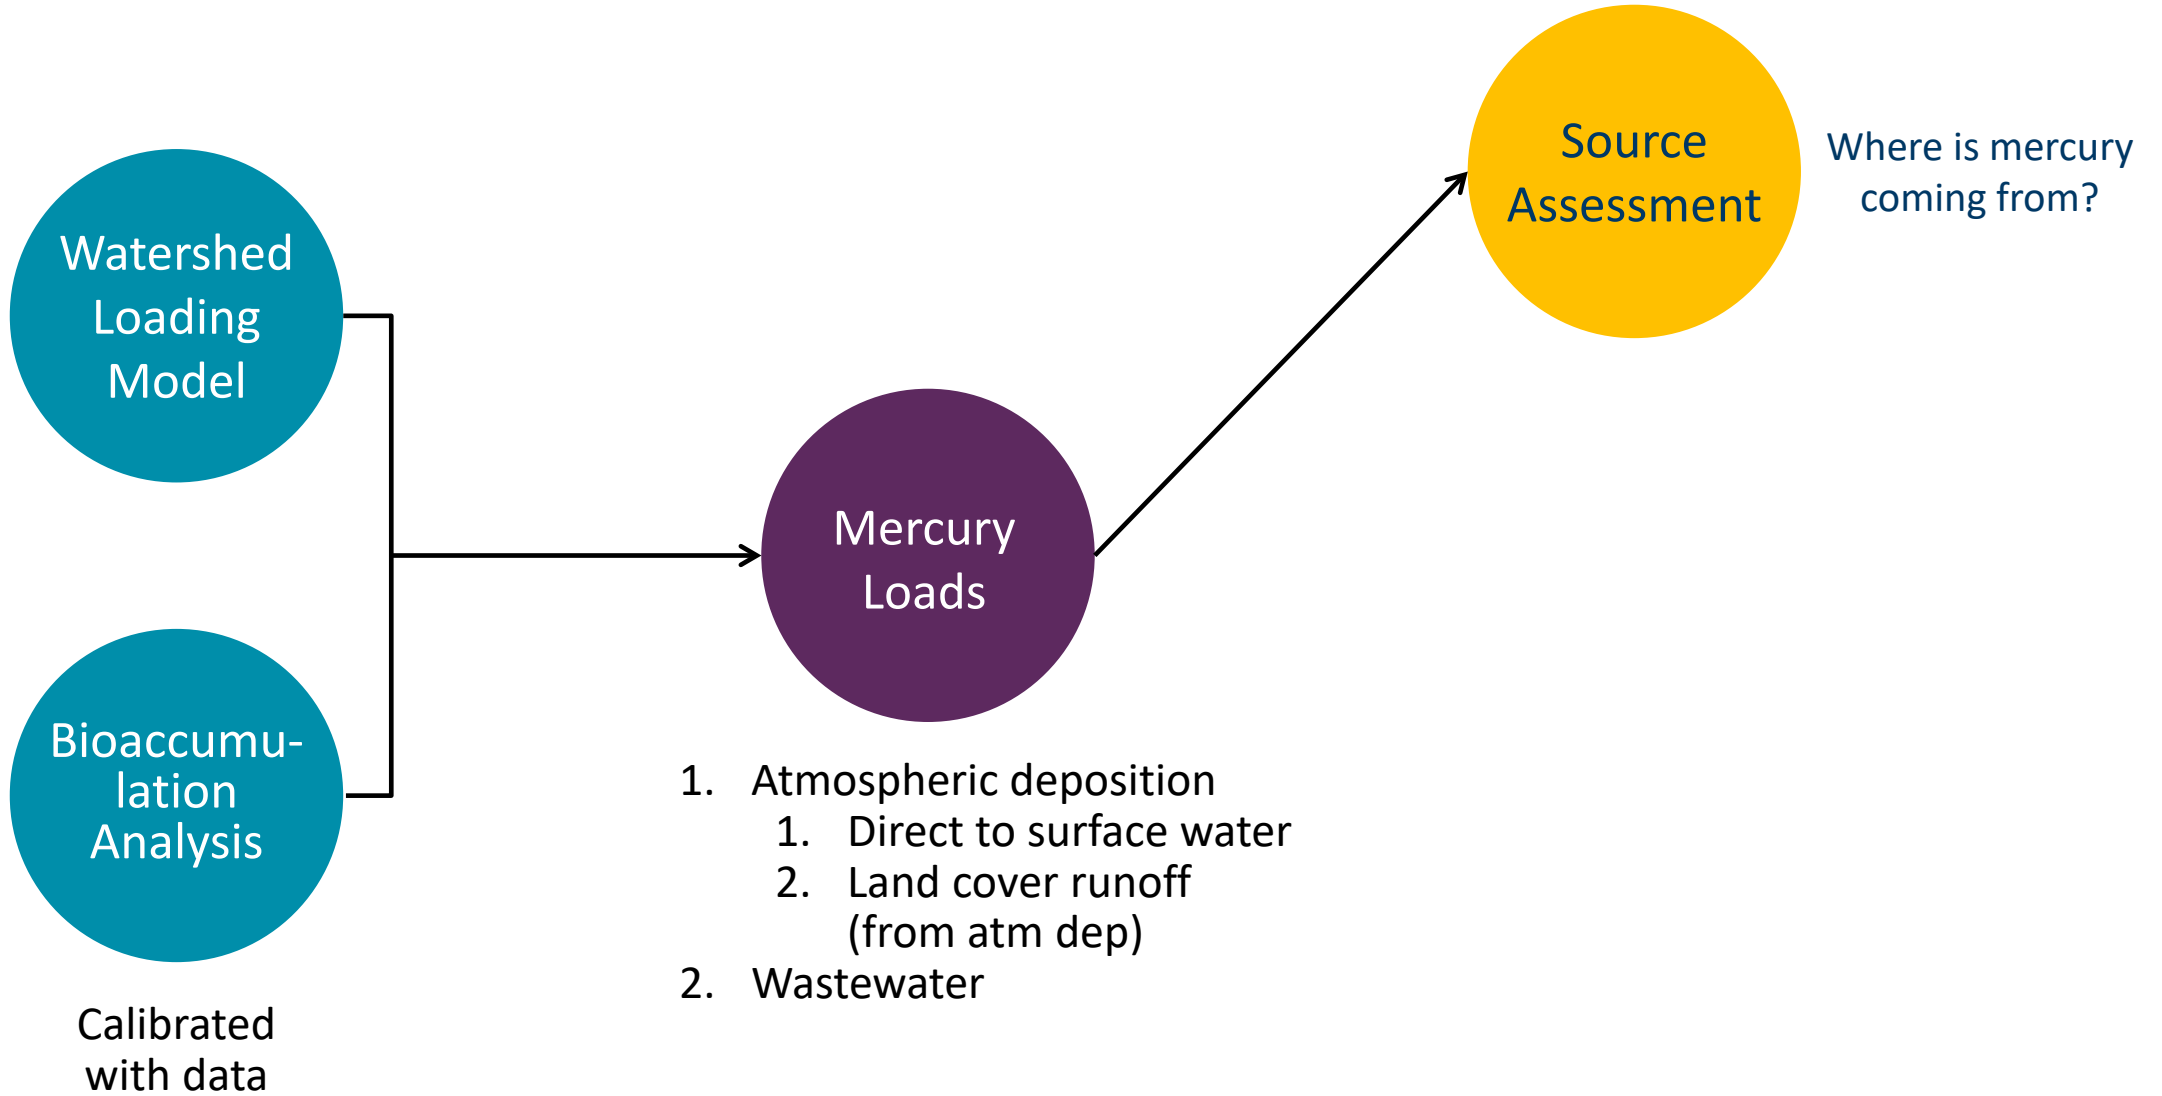 Watershed
Loading
Model
Bioaccumu-
lation
Analysis
Calibrated
with data
Mercury
Loads
1. Atmospheric deposition
1. Direct to surface water
2. Land cover runoff
(from atm dep)
2. Wastewater
Source
Assessment
Where is mercury
coming from?